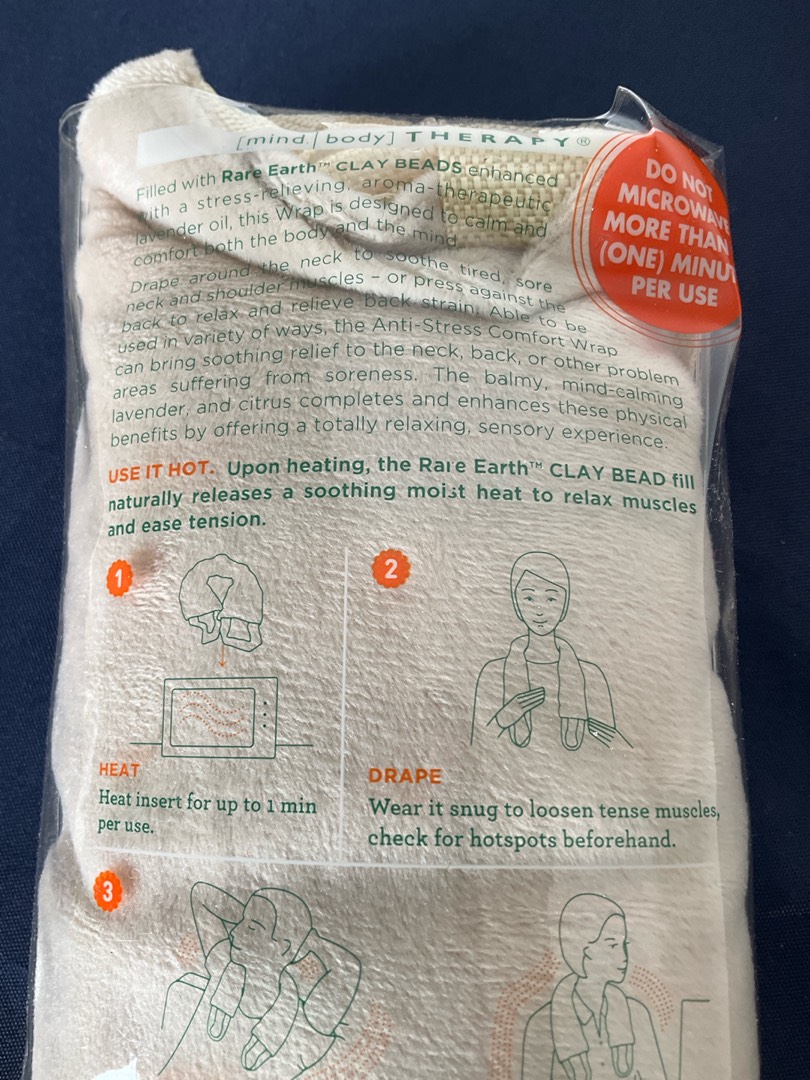 [mind | body] THERAPY®
Filled with Rare Earth™ CLAY BEADS enhanced
with a stress-relieving, aroma-therapeutic
lavender oil, this Wrap is designed to calm and
comfort both the body and the mind.
Drape around the neck to soothe tired, sore
neck and shoulder muscles – or press against the
back to relax and relieve back strain. Able to be
used in variety of ways, the Anti-Stress Comfort Wrap
can bring soothing relief to the neck, back, or other problem
areas suffering from soreness. The balmy, mind-calming
lavender, and citrus completes and enhances these physical
benefits by offering a totally relaxing, sensory experience.
DO NOT
MICROWAVE
MORE THAN
(ONE) MINUT
PER USE
USE IT HOT. Upon heating, the Rare Earth™ CLAY BEAD fill
naturally releases a soothing moist heat to relax muscles
and ease tension.
1
HEAT
Heat insert for up to 1 min
per use.
2
DRAPE
Wear it snug to loosen tense muscles,
check for hotspots beforehand.
3